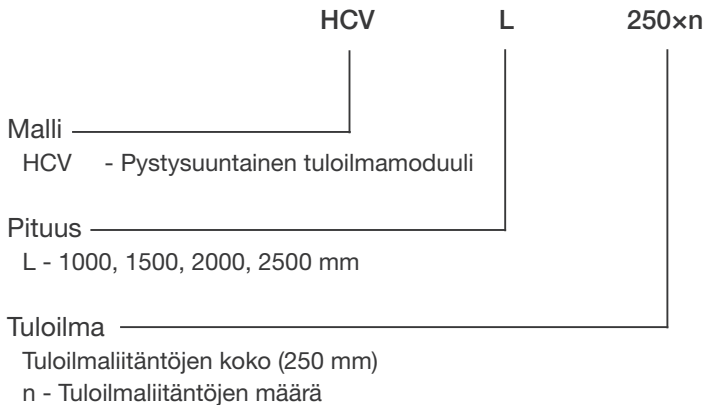 HCV L 250×n
Malli
HCV - Pystysuuntainen tuloilmamoduuli
Pituus
L - 1000, 1500, 2000, 2500 mm
Tuloilma
Tuloilmaliitäntöjen koko (250 mm)
n - Tuloilmaliitäntöjen määrä